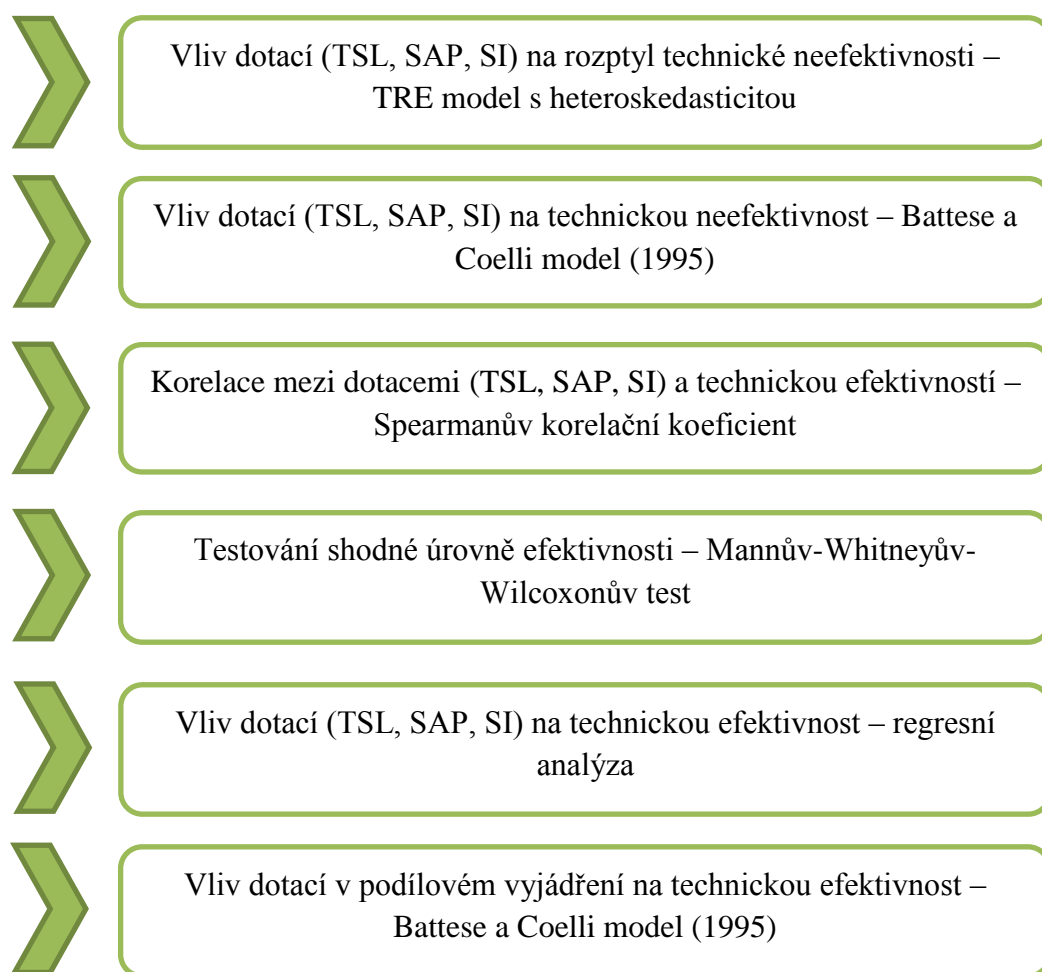 Vliv dotací (TSL, SAP, SI) na rozptyl technické neefektivnosti –
TRE model s heteroskedasticitou
Vliv dotací (TSL, SAP, SI) na technickou neefektivnost – Battese a
Coelli model (1995)
Korelace mezi dotacemi (TSL, SAP, SI) a technickou efektivností –
Spearmanův korelační koeficient
Testování shodné úrovně efektivnosti – Mannův-Whitneyův-
Wilcoxonův test
Vliv dotací (TSL, SAP, SI) na technickou efektivnost – regresní
analýza
Vliv dotací v podílovém vyjádření na technickou efektivnost –
Battese a Coelli model (1995)